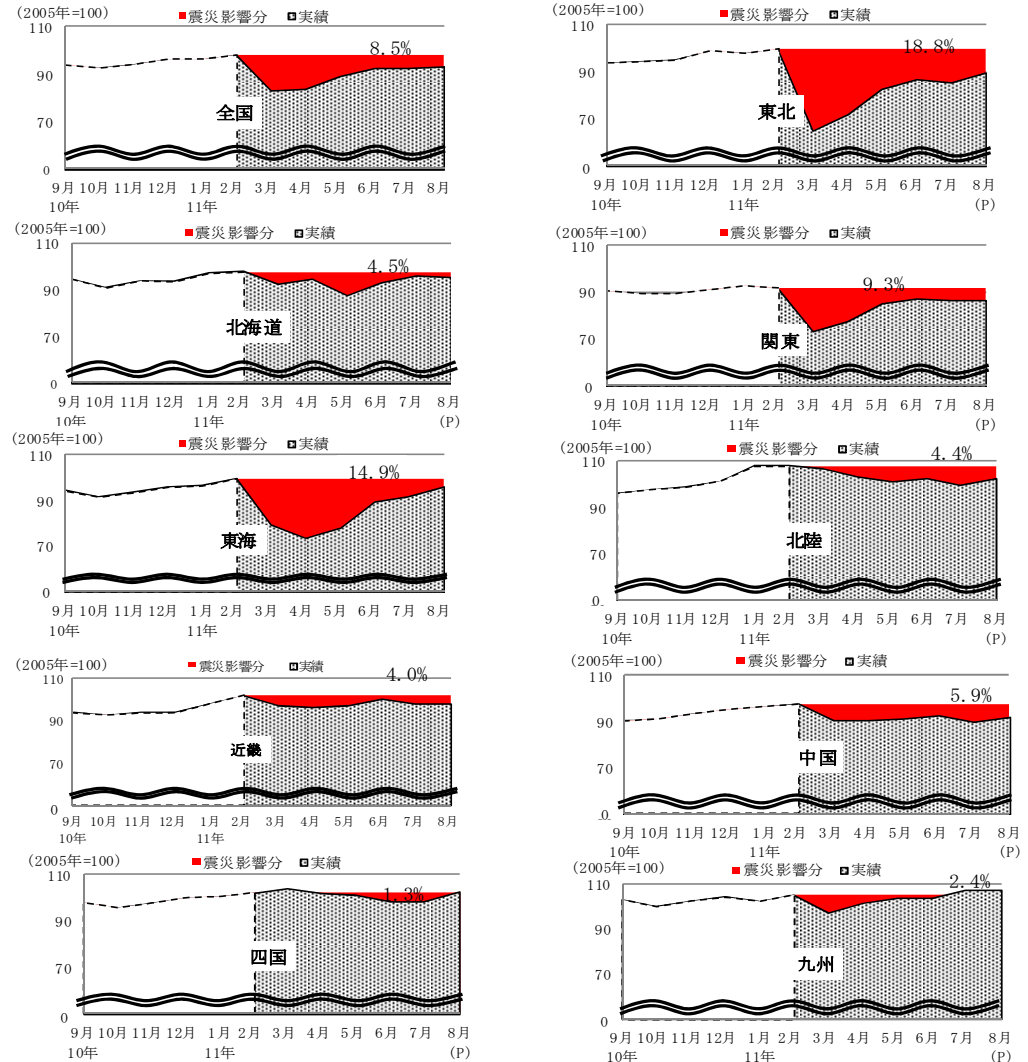 (2005年=100)
■震災影響分 実績
110
8.5%
90
全国
70
0
9月 10月 11月 12月 1月 2月 3月 4月 5月 6月 7月 8月
10年 11年
(2005年=100)
■震災影響分 実績
110
18.8%
90
東北
70
0
9月 10月 11月 12月 1月 2月 3月 4月 5月 6月 7月 8月
10年 11年 (P)
(2005年=100)
■震災影響分 実績
110
4.5%
90
北海道
70
0
9月 10月 11月 12月 1月 2月 3月 4月 5月 6月 7月 8月
10年 11年 (P)
(2005年=100)
■震災影響分 実績
110
9.3%
90
関東
70
0
9月 10月 11月 12月 1月 2月 3月 4月 5月 6月 7月 8月
10年 11年 (P)
(2005年=100)
■震災影響分 実績
110
14.9%
90
東海
70
0
9月 10月 11月 12月 1月 2月 3月 4月 5月 6月 7月 8月
10年 11年
(2005年=100)
■震災影響分 実績
4.4%
110
90
北陸
70
0
9月 10月 11月 12月 1月 2月 3月 4月 5月 6月 7月 8月
10年 11年 (P)
(2005年=100)
■震災影響分 実績
4.0%
110
90
近畿
70
0
9月 10月 11月 12月 1月 2月 3月 4月 5月 6月 7月 8月
10年 11年 (P)
(2005年=100)
■震災影響分 実績
110
5.9%
90
中国
70
0
9月 10月 11月 12月 1月 2月 3月 4月 5月 6月 7月 8月
10年 11年 (P)
(2005年=100)
■震災影響分 実績
110
1.3%
90
四国
70
0
9月 10月 11月 12月 1月 2月 3月 4月 5月 6月 7月 8月
10年 11年 (P)
(2005年=100)
■震災影響分 実績
110
2.4%
90
九州
70
0
9月 10月 11月 12月 1月 2月 3月 4月 5月 6月 7月 8月
10年 11年 (P)